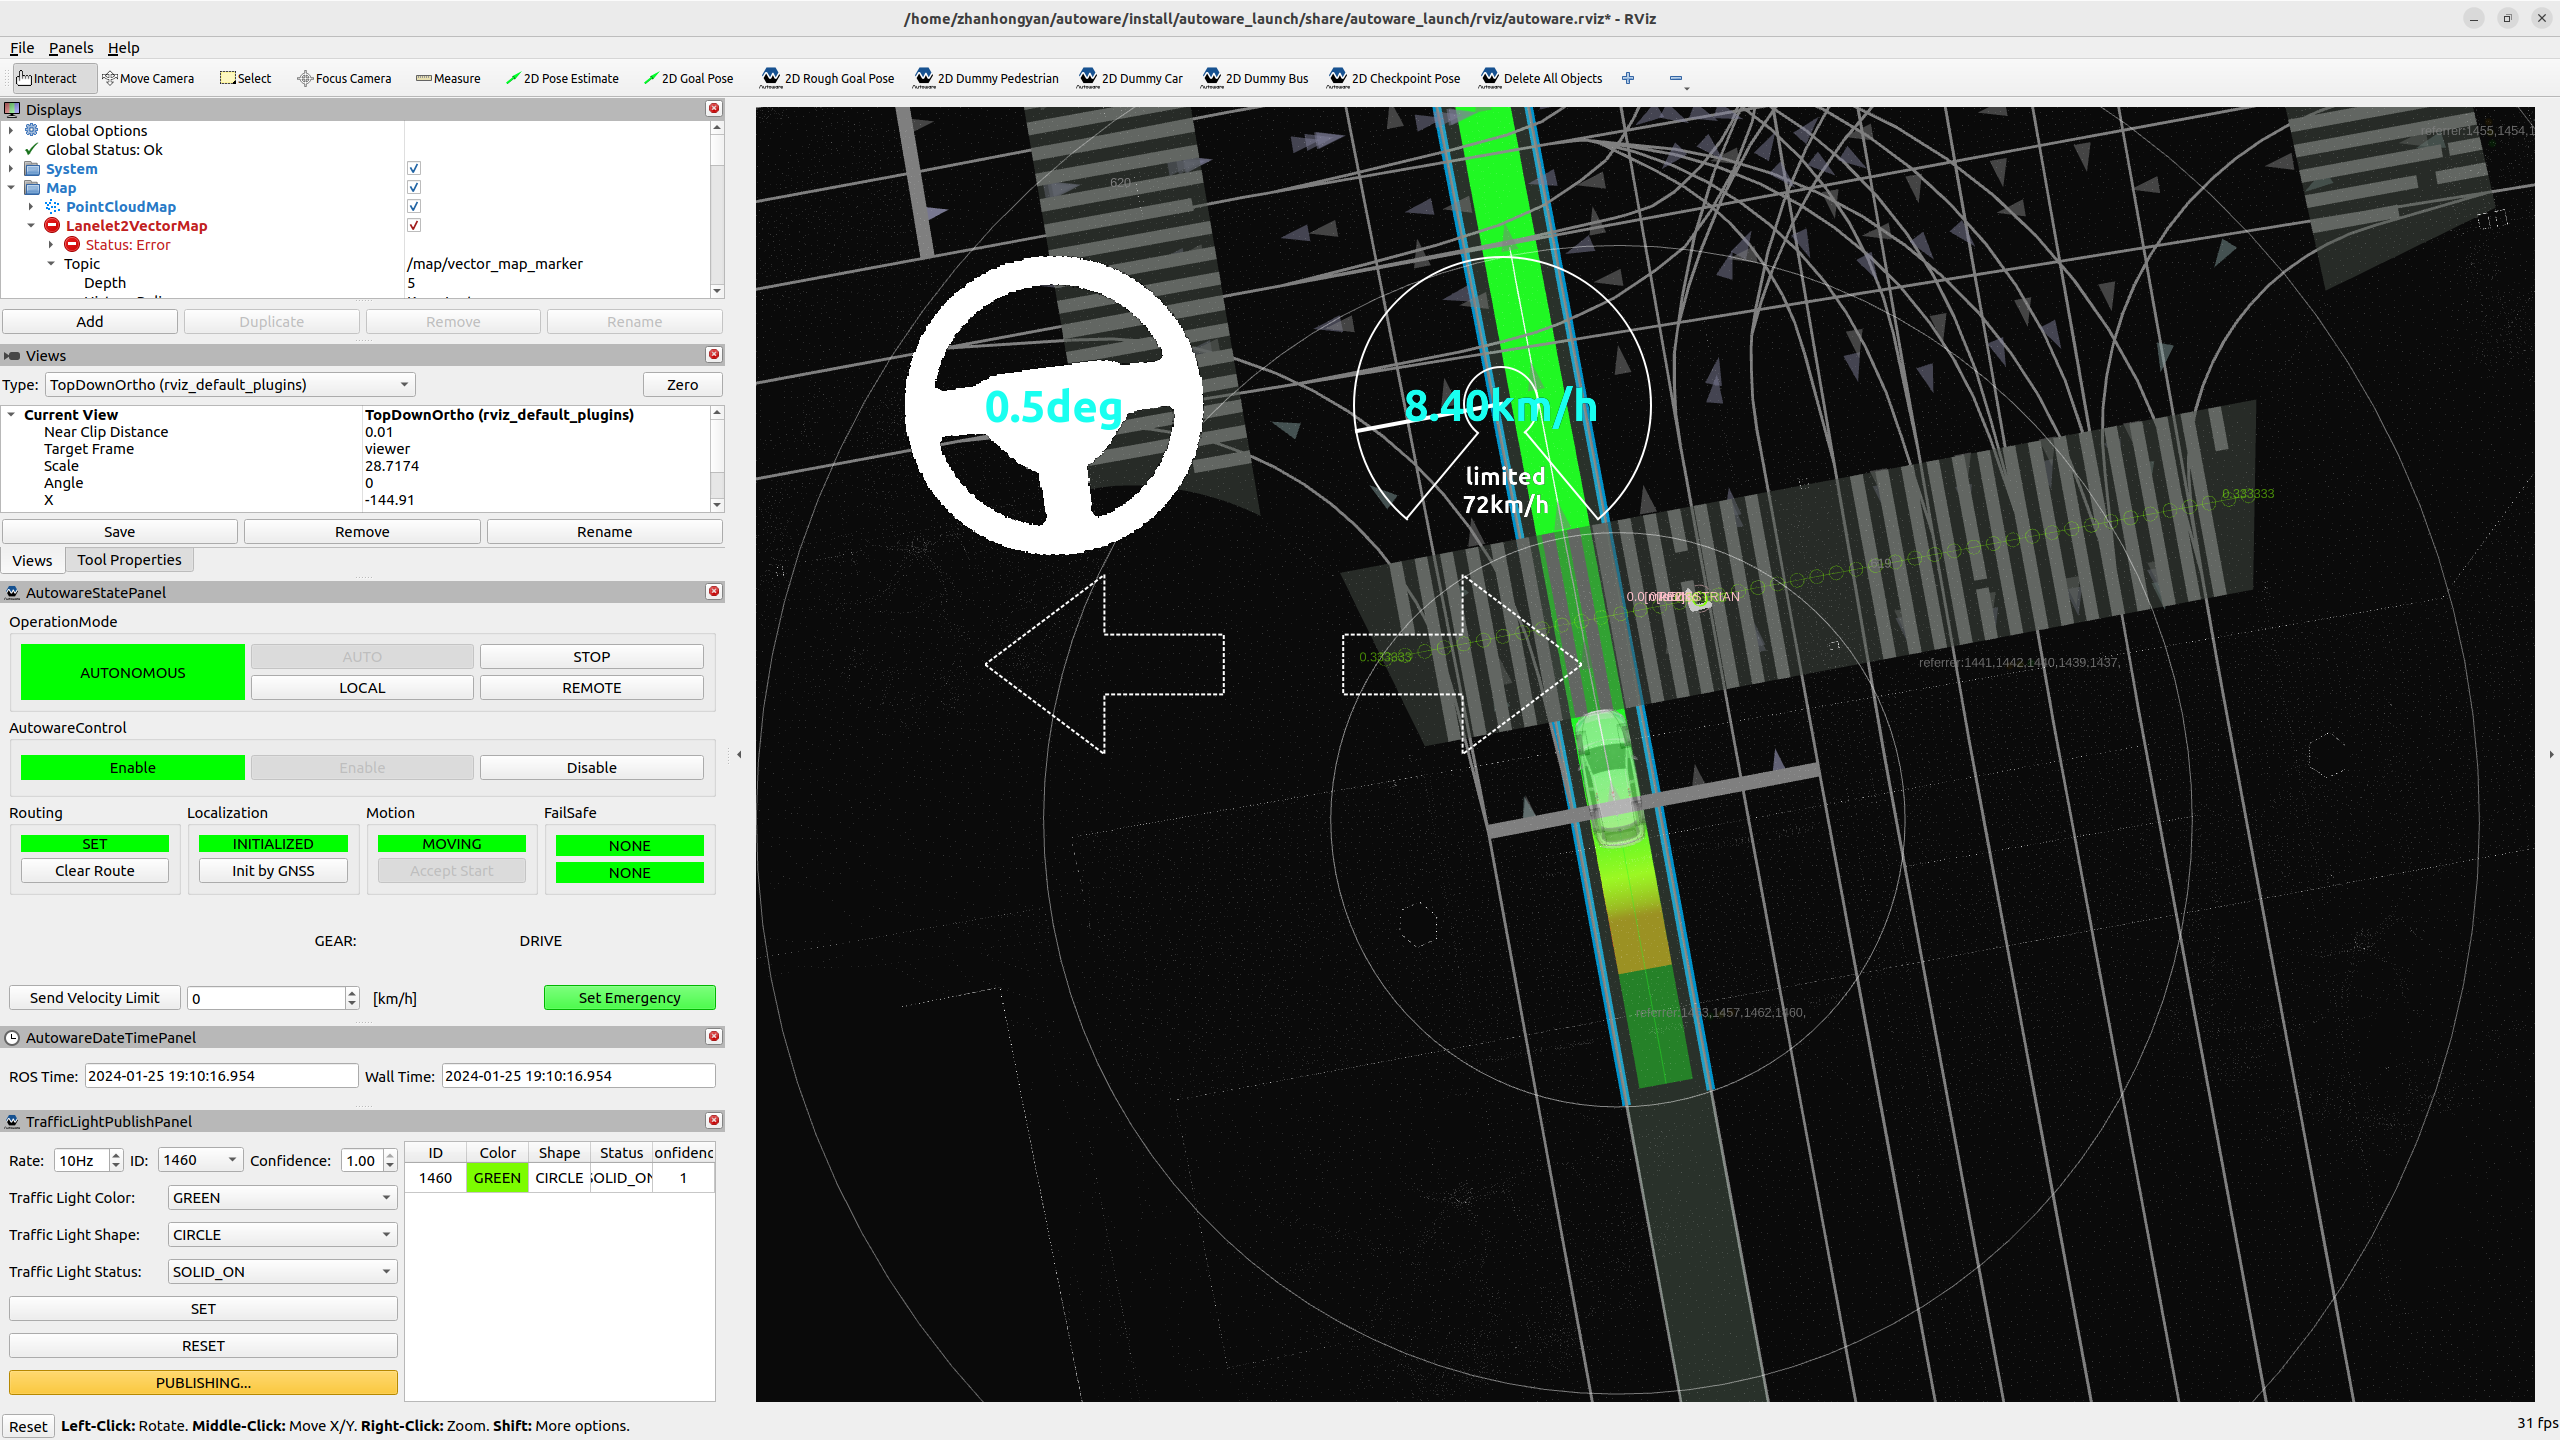 /home/zhanhongyan/autoware/install/autoware_launch/share/autoware_launch/rviz/autoware.rviz* - RViz
File Panels Help
Interact Move Camera Select Focus Camera Measure 2D Pose Estimate 2D Goal Pose 2D Rough Goal Pose 2D Dummy Pedestrian 2D Dummy Car 2D Dummy Bus 2D Checkpoint Pose Delete All Objects
Displays
Global Options
Global Status: Ok
System
Map
PointCloudMap
Lanelet2VectorMap
Status: Error
Topic /map/vector_map_marker
Depth 5
Add Duplicate Remove Rename
Views
Type: TopDownOrtho (rviz_default_plugins) Zero
Current View TopDownOrtho (rviz_default_plugins)
Near Clip Distance 0.01
Target Frame viewer
Scale 28.7174
Angle 0
X -144.91
Save Remove Rename
Views Tool Properties
AutowareStatePanel
OperationMode
AUTONOMOUS AUTO STOP
LOCAL REMOTE
AutowareControl
Enable Enable Disable
Routing Localization Motion FailSafe
SET INITIALIZED MOVING NONE
Clear Route Init by GNSS Accept Start NONE
GEAR: DRIVE
Send Velocity Limit 0 [km/h] Set Emergency
AutowareDateTimePanel
ROS Time: 2024-01-25 19:10:16.954 Wall Time: 2024-01-25 19:10:16.954
TrafficLightPublishPanel
Rate: 10Hz ID: 1460 Confidence: 1.00
Traffic Light Color: GREEN
Traffic Light Shape: CIRCLE
Traffic Light Status: SOLID_ON
SET
RESET
PUBLISHING...
ID Color Shape Status onfidenc
1460 GREEN CIRCLE SOLID_ON 1
Reset Left-Click: Rotate. Middle-Click: Move X/Y. Right-Click: Zoom. Shift: More options.
31 fps
referrer:1455,1454,1
620
0.5deg
8.40km/h
limited
72km/h
0.333333
619
0.333333
referrer:1441,1442,1440,1439,1437,